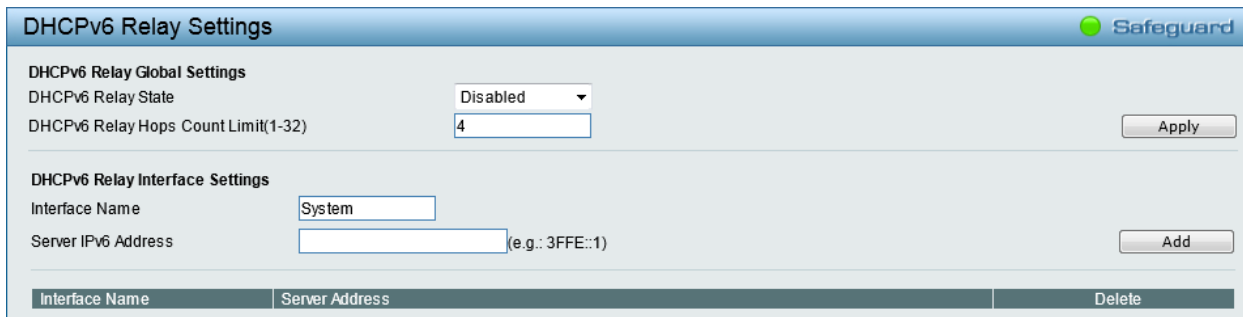 DHCPv6 Relay Settings Safeguard
DHCPv6 Relay Global Settings
DHCPv6 Relay State Disabled
DHCPv6 Relay Hops Count Limit(1-32) 4 Apply
DHCPv6 Relay Interface Settings
Interface Name System
Server IPv6 Address (e.g.: 3FFE::1) Add
Interface Name Server Address Delete